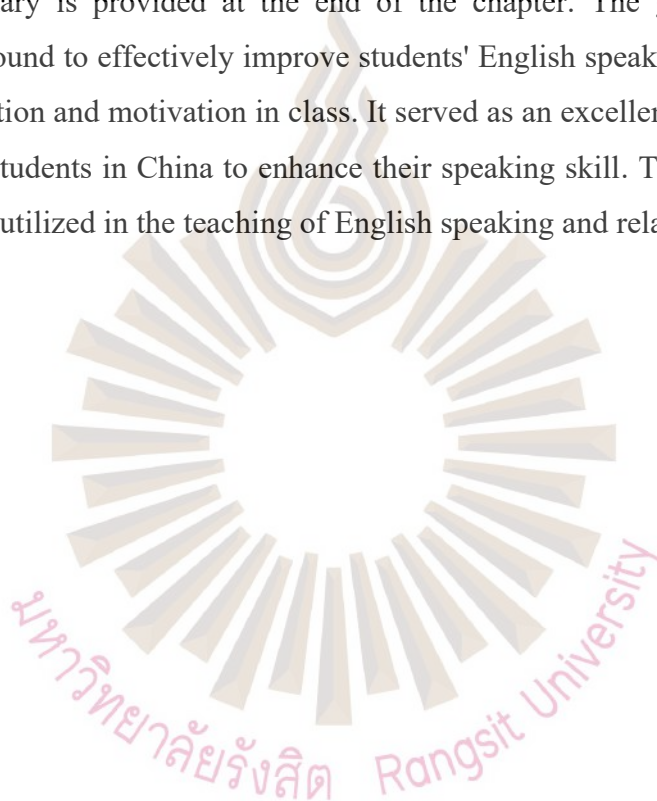 ary is provided at the end of the chapter. The
ound to effectively improve students' English speak
tion and motivation in class. It served as an excellen
tudents in China to enhance their speaking skill. T
utilized in the teaching of English speaking and rela
มหาวิทยาลัยรังสิต Rangsit University